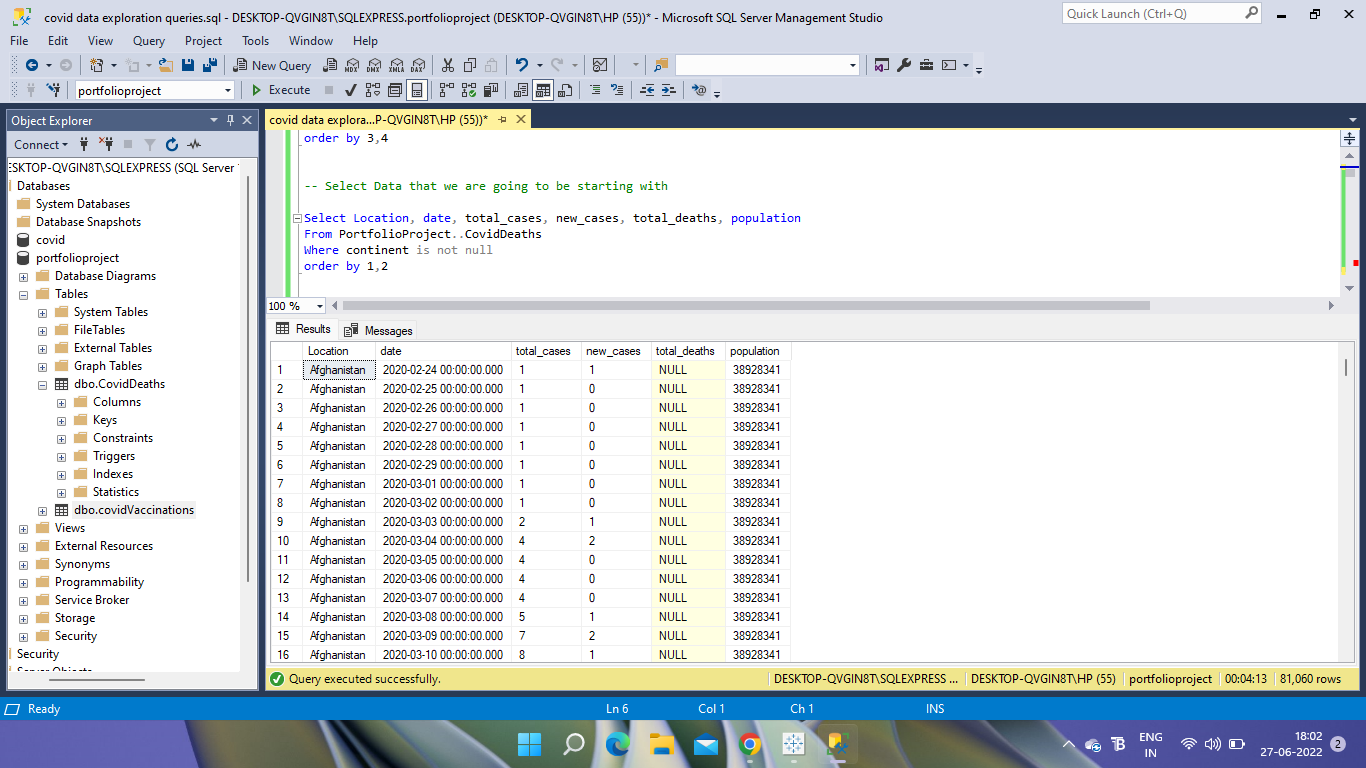 covid data exploration queries.sql - DESKTOP-QVGIN8T\SQLEXPRESS.portfolioproject (DESKTOP-QVGIN8T\HP (55))* - Microsoft SQL Server Management Studio
Quick Launch (Ctrl+Q)
File Edit View Query Project Tools Window Help
New Query MDX DMX XMLA DAX
portfolioproject Execute
Object Explorer
Connect
ESKTOP-QVGIN8T\SQLEXPRESS (SQL Server
Databases
System Databases
Database Snapshots
covid
portfolioproject
Database Diagrams
Tables
System Tables
FileTables
External Tables
Graph Tables
dbo.CovidDeaths
Columns
Keys
Constraints
Triggers
Indexes
Statistics
dbo.covidVaccinations
Views
External Resources
Synonyms
Programmability
Service Broker
Storage
Security
Security
Server Objects
covid data explora...P-QVGIN8T\HP (55))*
order by 3,4
-- Select Data that we are going to be starting with
Select Location, date, total_cases, new_cases, total_deaths, population
From PortfolioProject..CovidDeaths
Where continent is not null
order by 1,2
100 %
Results Messages
Location date total_cases new_cases total_deaths population
1 Afghanistan 2020-02-24 00:00:00.000 1 1 NULL 38928341
2 Afghanistan 2020-02-25 00:00:00.000 1 0 NULL 38928341
3 Afghanistan 2020-02-26 00:00:00.000 1 0 NULL 38928341
4 Afghanistan 2020-02-27 00:00:00.000 1 0 NULL 38928341
5 Afghanistan 2020-02-28 00:00:00.000 1 0 NULL 38928341
6 Afghanistan 2020-02-29 00:00:00.000 1 0 NULL 38928341
7 Afghanistan 2020-03-01 00:00:00.000 1 0 NULL 38928341
8 Afghanistan 2020-03-02 00:00:00.000 1 0 NULL 38928341
9 Afghanistan 2020-03-03 00:00:00.000 2 1 NULL 38928341
10 Afghanistan 2020-03-04 00:00:00.000 4 2 NULL 38928341
11 Afghanistan 2020-03-05 00:00:00.000 4 0 NULL 38928341
12 Afghanistan 2020-03-06 00:00:00.000 4 0 NULL 38928341
13 Afghanistan 2020-03-07 00:00:00.000 4 0 NULL 38928341
14 Afghanistan 2020-03-08 00:00:00.000 5 1 NULL 38928341
15 Afghanistan 2020-03-09 00:00:00.000 7 2 NULL 38928341
16 Afghanistan 2020-03-10 00:00:00.000 8 1 NULL 38928341
Query executed successfully. DESKTOP-QVGIN8T\SQLEXPRESS ... DESKTOP-QVGIN8T\HP (55) portfolioproject 00:04:13 81,060 rows
Ready Ln 6 Col 1 Ch 1 INS
ENG
IN
18:02
27-06-2022
2